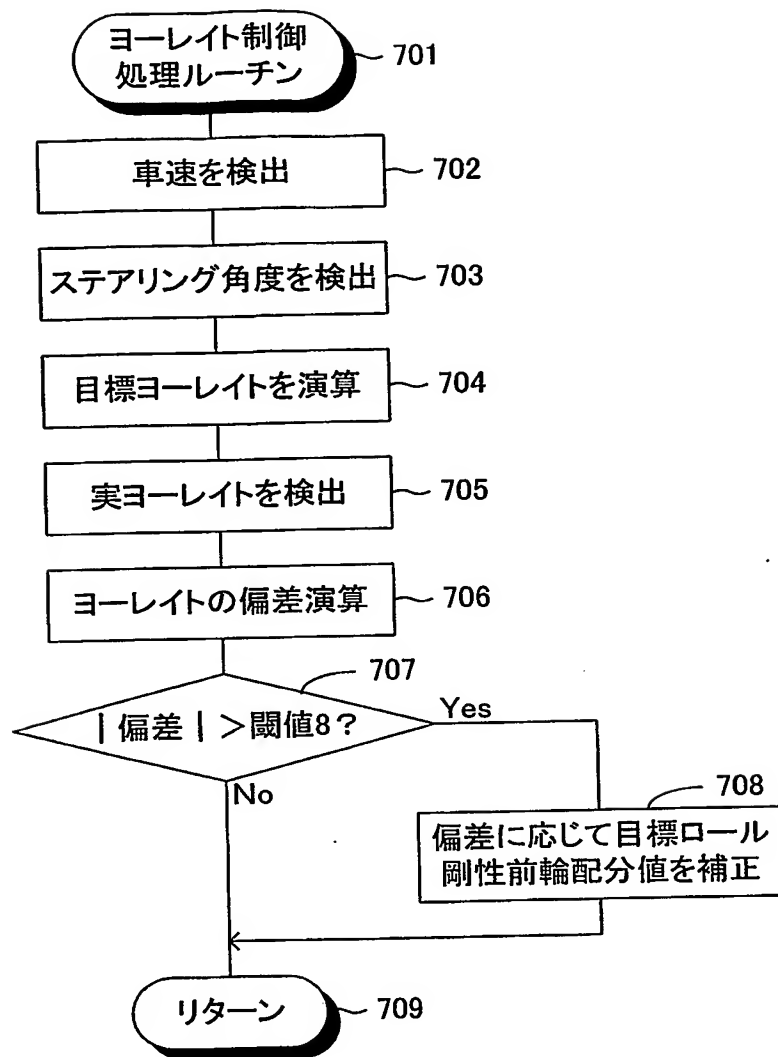 ヨーレイト制御
処理ルーチン
701
車速を検出
702
ステアリング角度を検出
703
目標ヨーレイトを演算
704
実ヨーレイトを検出
705
ヨーレイトの偏差演算
706
707
|偏差|>閾値8?
Yes
No
708
偏差に応じて目標ロール
剛性前輪配分値を補正
リターン
709